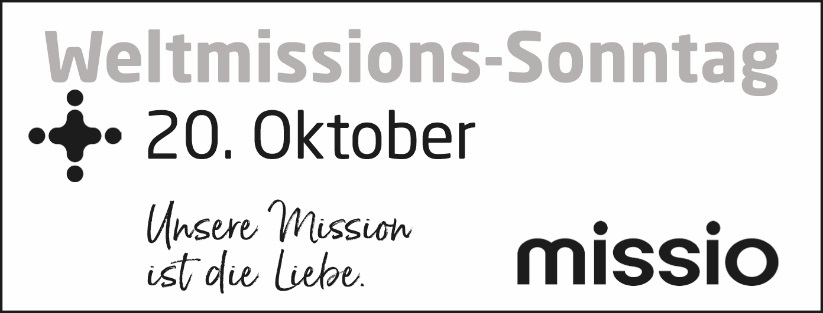 Weltmissions-Sonntag
20. Oktober
Unsere Mission
ist die Liebe.
missio